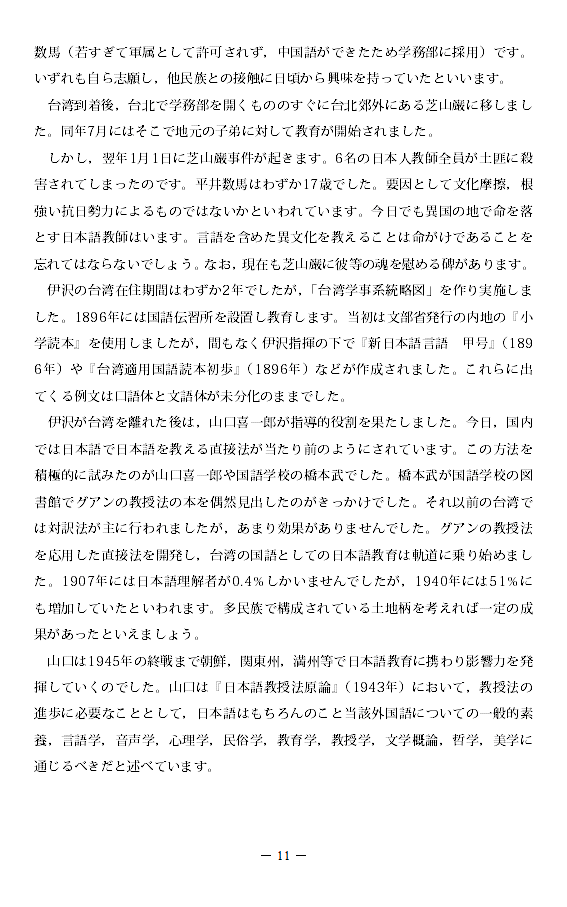 数馬（若すぎて軍属として許可されず，中国語ができたため学務部に採用）です。
いずれも自ら志願し，他民族との接触に日頃から興味を持っていたといいます。
　台湾到着後，台北で学務部を開くもののすぐに台北郊外にある芝山巌に移しまし
た。同年7月にはそこで地元の子弟に対して教育が開始されました。
　しかし，翌年1月1日に芝山巌事件が起きます。6名の日本人教師全員が土匪に殺
害されてしまったのです。平井数馬はわずか17歳でした。要因として文化摩擦，根
強い抗日勢力によるものではないかといわれています。今日でも異国の地で命を落
とす日本語教師はいます。言語を含めた異文化を教えることは命がけであることを
忘れてはならないでしょう。なお，現在も芝山巌に彼等の魂を慰める碑があります。
　伊沢の台湾在住期間はわずか2年でしたが，「台湾学事系統略図」を作り実施しま
した。1896年には国語伝習所を設置し教育します。当初は文部省発行の内地の『小
学読本』を使用しましたが，間もなく伊沢指揮の下で『新日本語言語　甲号』（189
6年）や『台湾適用国語読本初歩』（1896年）などが作成されました。これらに出
てくる例文は口語体と文語体が未分化のままでした。
　伊沢が台湾を離れた後は，山口喜一郎が指導的役割を果たしました。今日，国内
では日本語で日本語を教える直接法が当たり前のようにされています。この方法を
積極的に試みたのが山口喜一郎や国語学校の橋本武でした。橋本武が国語学校の図
書館でグアンの教授法の本を偶然見出したのがきっかけでした。それ以前の台湾で
は対訳法が主に行われましたが，あまり効果がありませんでした。グアンの教授法
を応用した直接法を開発し，台湾の国語としての日本語教育は軌道に乗り始めまし
た。1907年には日本語理解者が0.4％しかいませんでしたが，1940年には51％に
も増加していたといわれます。多民族で構成されている土地柄を考えれば一定の成
果があったといえましょう。
　山口は1945年の終戦まで朝鮮，関東州，満州等で日本語教育に携わり影響力を発
揮していくのでした。山口は『日本語教授法原論』（1943年）において，教授法の
進歩に必要なこととして，日本語はもちろんのこと当該外国語についての一般的素
養，言語学，音声学，心理学，民俗学，教育学，教授学，文学概論，哲学，美学に
通じるべきだと述べています。
― 11 ―